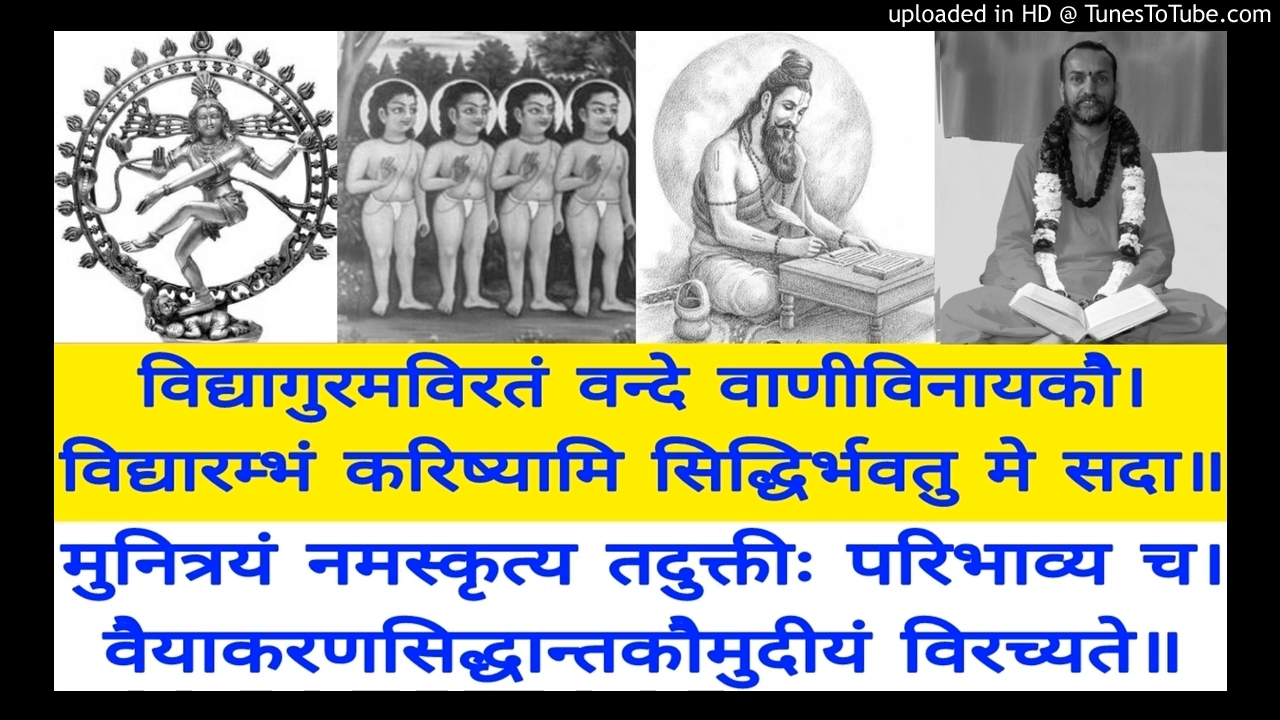 uploaded in HD @ TunesToTube.com
विद्यागुरमविरतं वन्दे वाणीविनायकौ।
विद्यारम्भं करिष्यामि सिद्धिर्भवतु मे सदा॥
मुनित्रयं नमस्कृत्य तदुक्तीः परिभाव्य च।
वैयाकरणसिद्धान्तकौमुदीयं विरच्यते॥